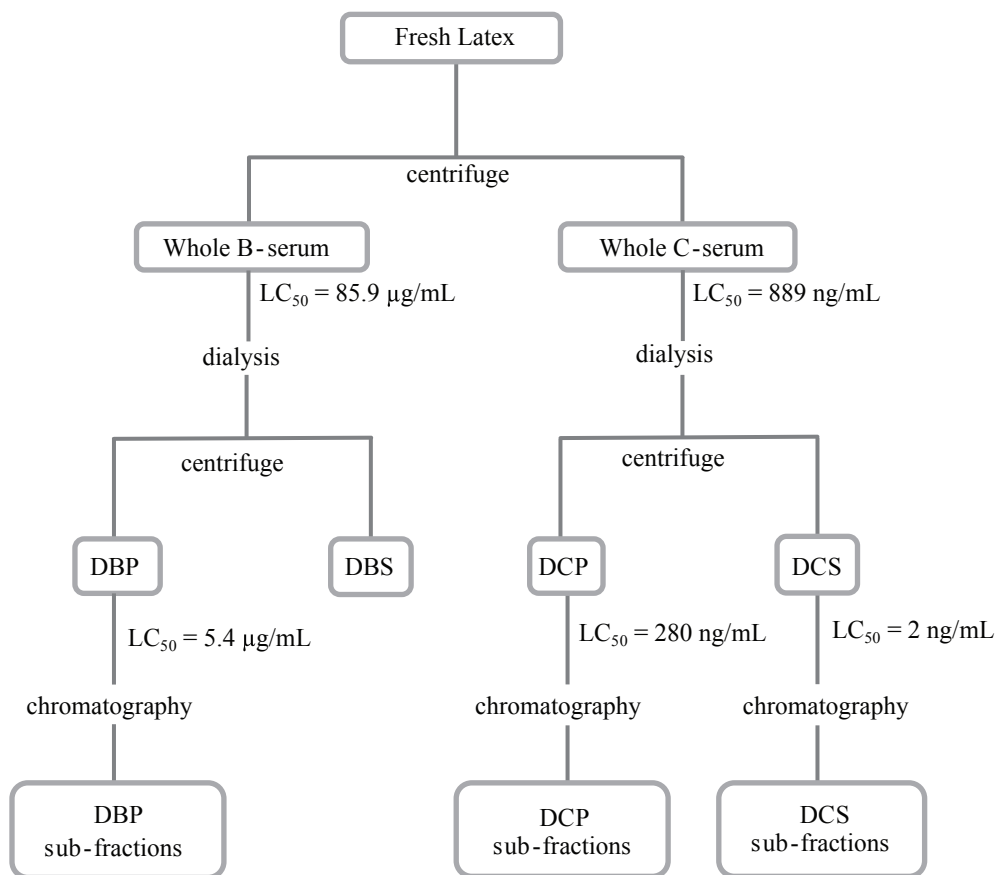 Fresh Latex
centrifuge
Whole B-serum
Whole C-serum
LC₅₀ = 85.9 µg/mL
LC₅₀ = 889 ng/mL
dialysis
dialysis
centrifuge
centrifuge
DBP
DBS
DCP
DCS
LC₅₀ = 5.4 µg/mL
LC₅₀ = 280 ng/mL
LC₅₀ = 2 ng/mL
chromatography
chromatography
chromatography
DBP
sub-fractions
DCP
sub-fractions
DCS
sub-fractions